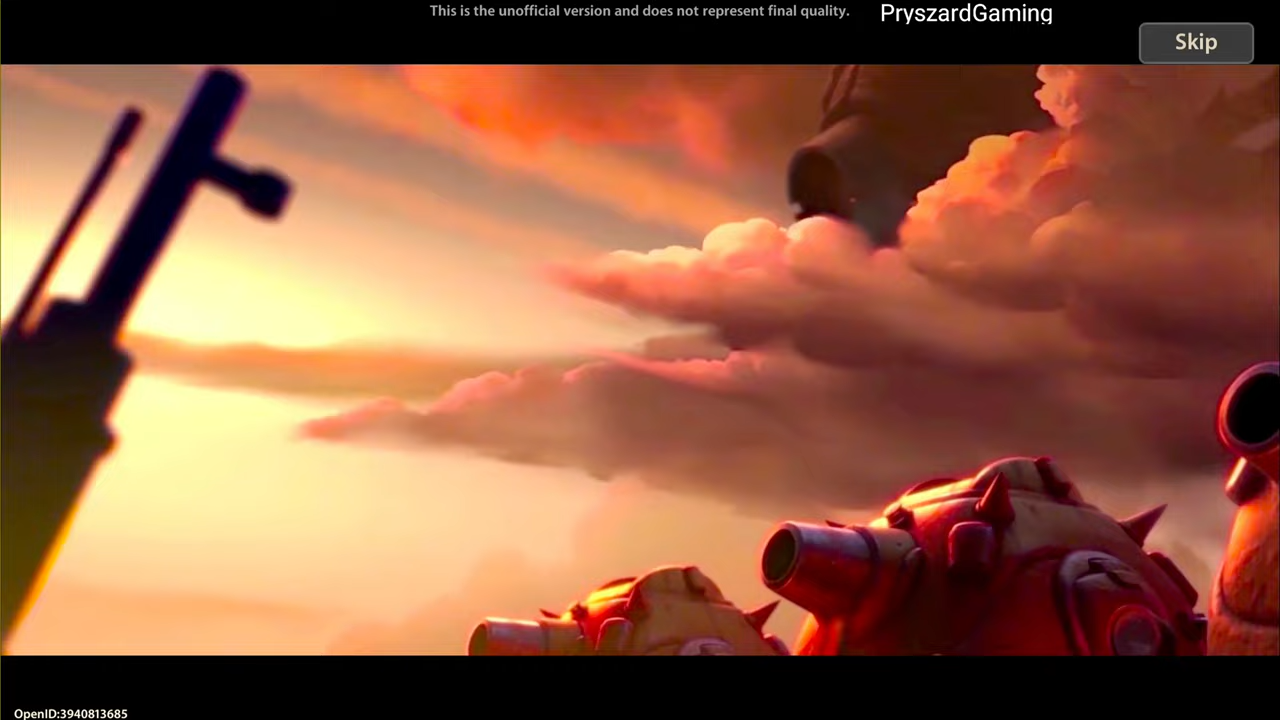 This is the unofficial version and does not represent final quality.
PryszardGaming
Skip
OpenID:3940813685